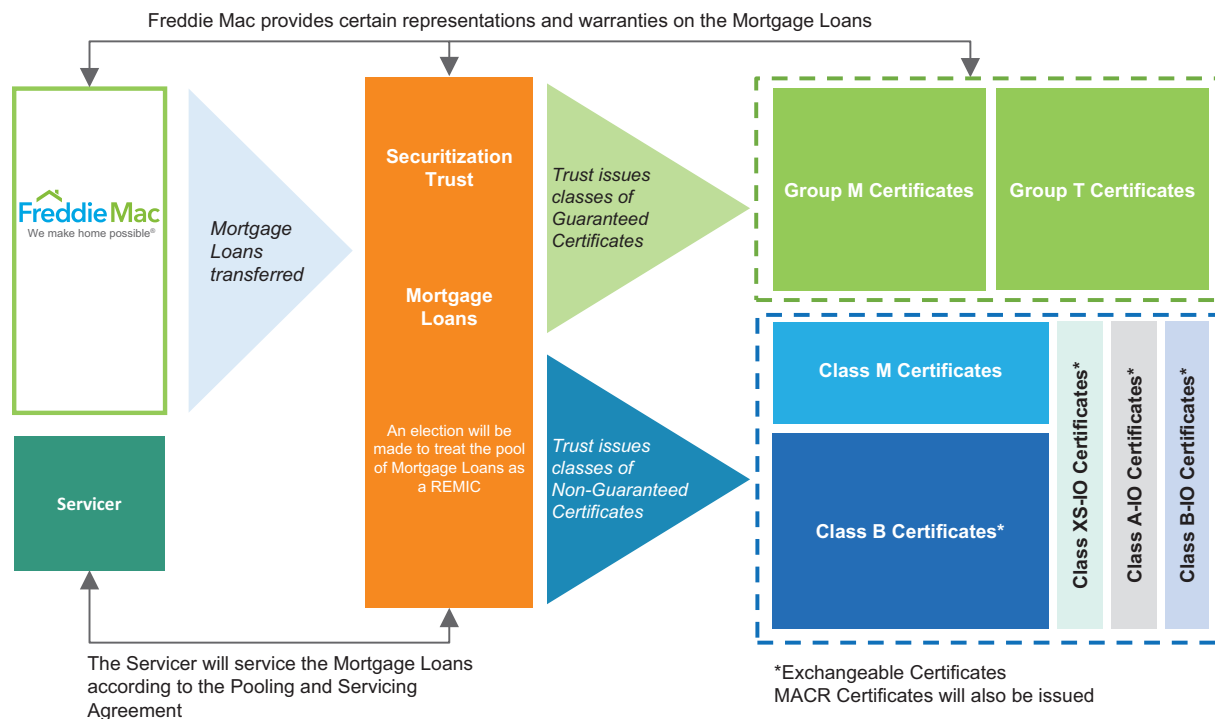 Freddie Mac provides certain representations and warranties on the Mortgage Loans
FreddieMac
We make home possible®
Mortgage
Loans
transferred
Securitization
Trust
Mortgage
Loans
An election will be
made to treat the pool
of Mortgage Loans as
a REMIC
Trust issues
classes of
Guaranteed
Certificates
Trust issues
classes of
Non-Guaranteed
Certificates
Group M Certificates
Group T Certificates
Class M Certificates
Class B Certificates*
Class XS-IO Certificates*
Class A-IO Certificates*
Class B-IO Certificates*
Servicer
The Servicer will service the Mortgage Loans
according to the Pooling and Servicing
Agreement
*Exchangeable Certificates
MACR Certificates will also be issued